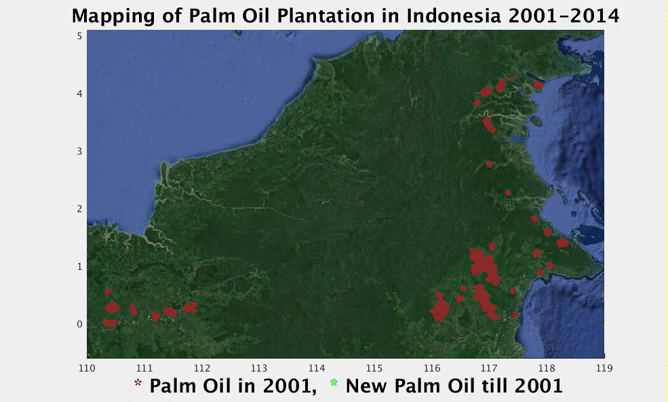 Mapping of Palm Oil Plantation in Indonesia 2001-2014
5
4
3
2
1
0
110 111 112 113 114 115 116 117 118 119
* Palm Oil in 2001, * New Palm Oil till 2001